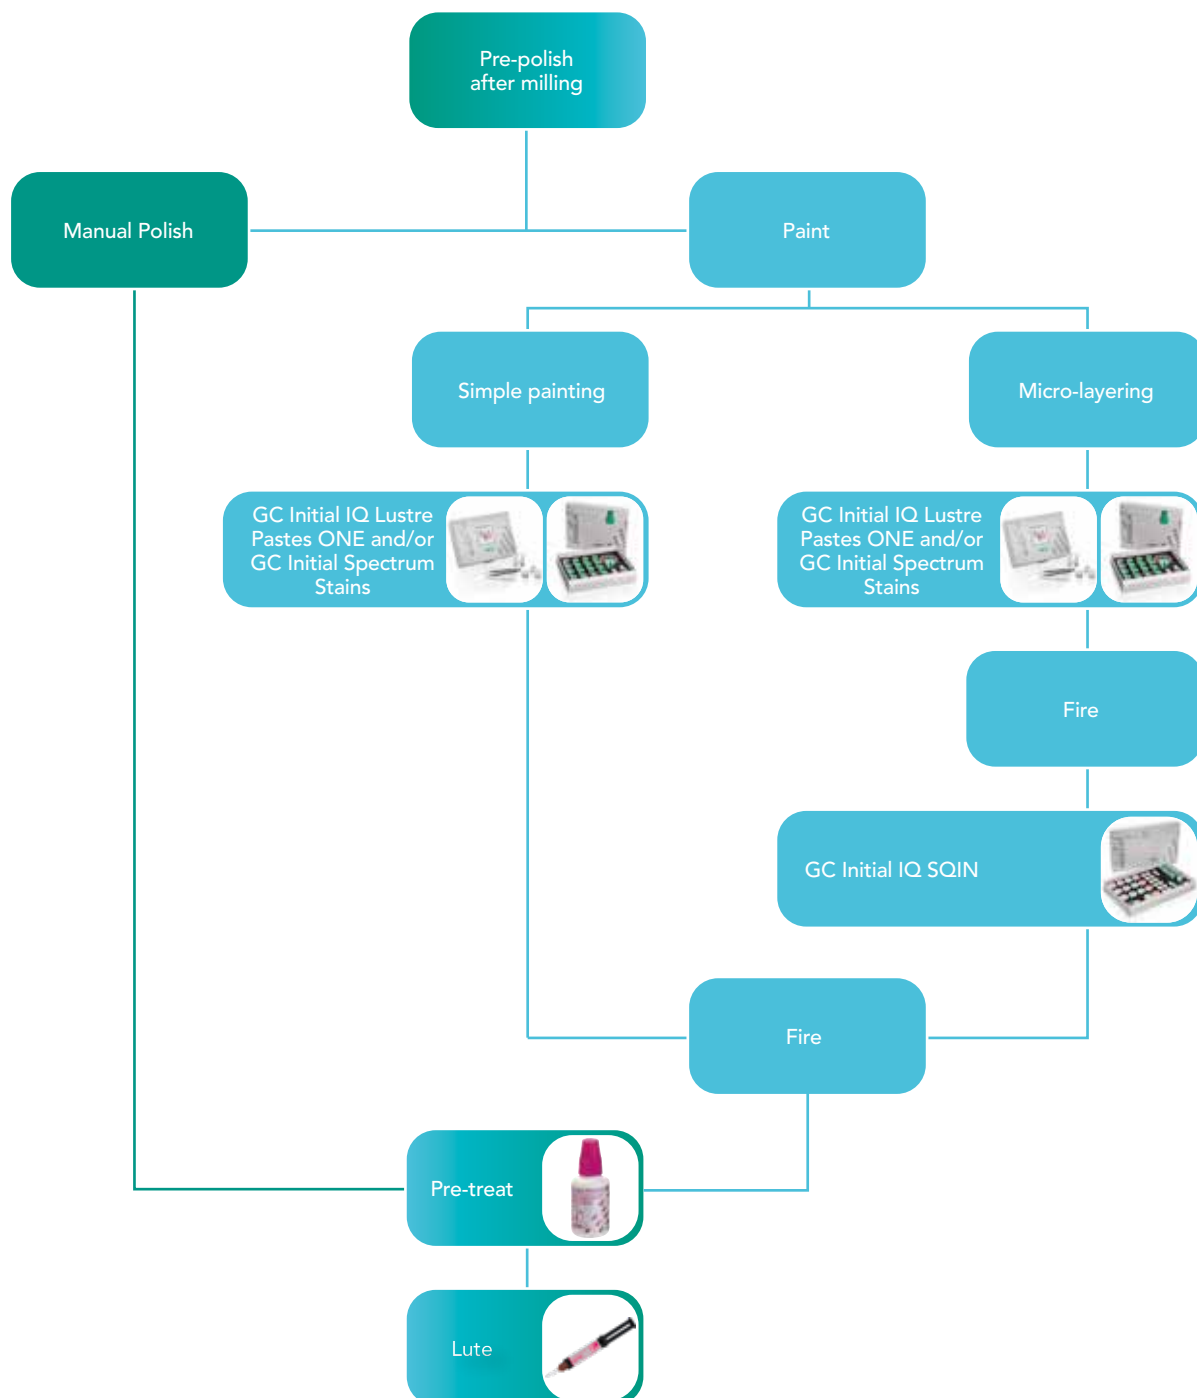 Pre-polish
after milling
Manual Polish
Paint
Simple painting
Micro-layering
GC Initial IQ Lustre
Pastes ONE and/or
GC Initial Spectrum
Stains
GC Initial IQ Lustre
Pastes ONE and/or
GC Initial Spectrum
Stains
Fire
GC Initial IQ SQIN
Fire
Pre-treat
Lute